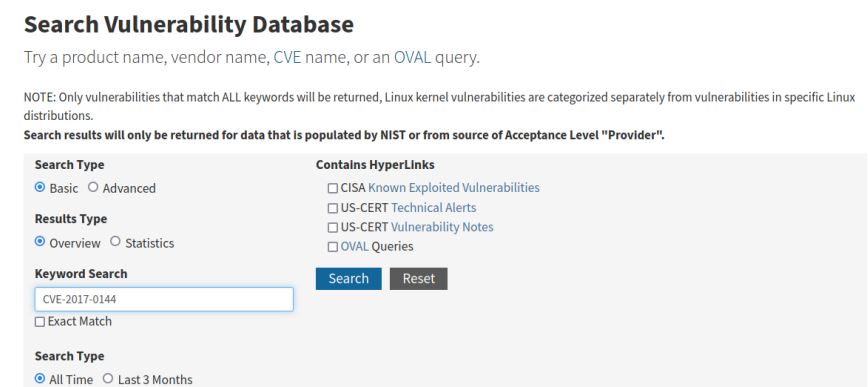 Search Vulnerability Database
Try a product name, vendor name, CVE name, or an OVAL query.
NOTE: Only vulnerabilities that match ALL keywords will be returned, Linux kernel vulnerabilities are categorized separately from vulnerabilities in specific Linux
distributions.
Search results will only be returned for data that is populated by NIST or from source of Acceptance Level "Provider".
Search Type
Basic Advanced
Results Type
Overview Statistics
Keyword Search
CVE-2017-0144
Exact Match
Search Type
All Time Last 3 Months
Contains HyperLinks
CISA Known Exploited Vulnerabilities
US-CERT Technical Alerts
US-CERT Vulnerability Notes
OVAL Queries
Search Reset